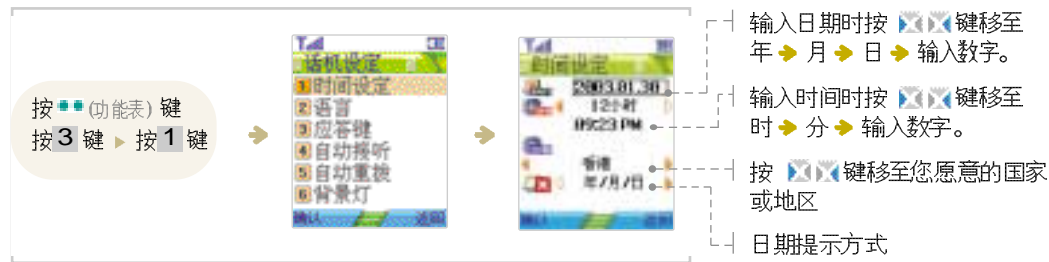 按 (功能表) 键
按 3 键 按 1 键
话机设定
1 时间设定
2 语言
3 应答键
4 自动接听
5 自动重拨
6 背景灯
确认 返回
时间设定
2003.01.30
12小时
09:23 PM
香港
年/月/日
确认 返回
输入日期时按 键移至
年 月 日 输入数字。
输入时间时按 键移至
时 分 输入数字。
按 键移至您愿意的国家
或地区
日期提示方式